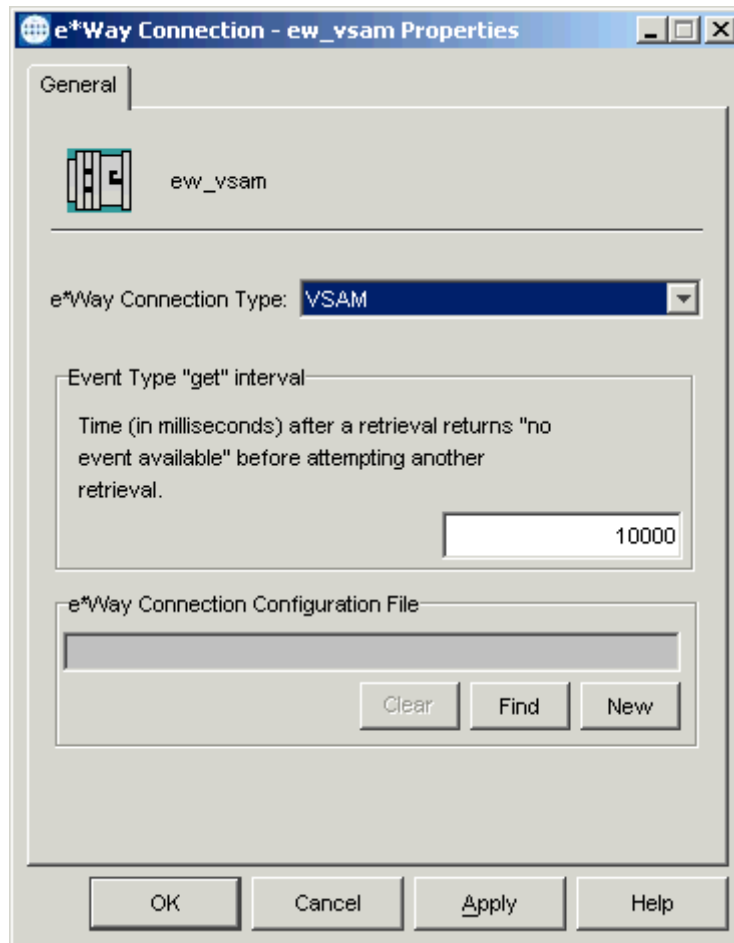 e*Way Connection - ew_vsam Properties
General
ew_vsam
e*Way Connection Type: VSAM
Event Type "get" interval
Time (in milliseconds) after a retrieval returns "no
event available" before attempting another
retrieval.
10000
e*Way Connection Configuration File
Clear Find New
OK Cancel Apply Help